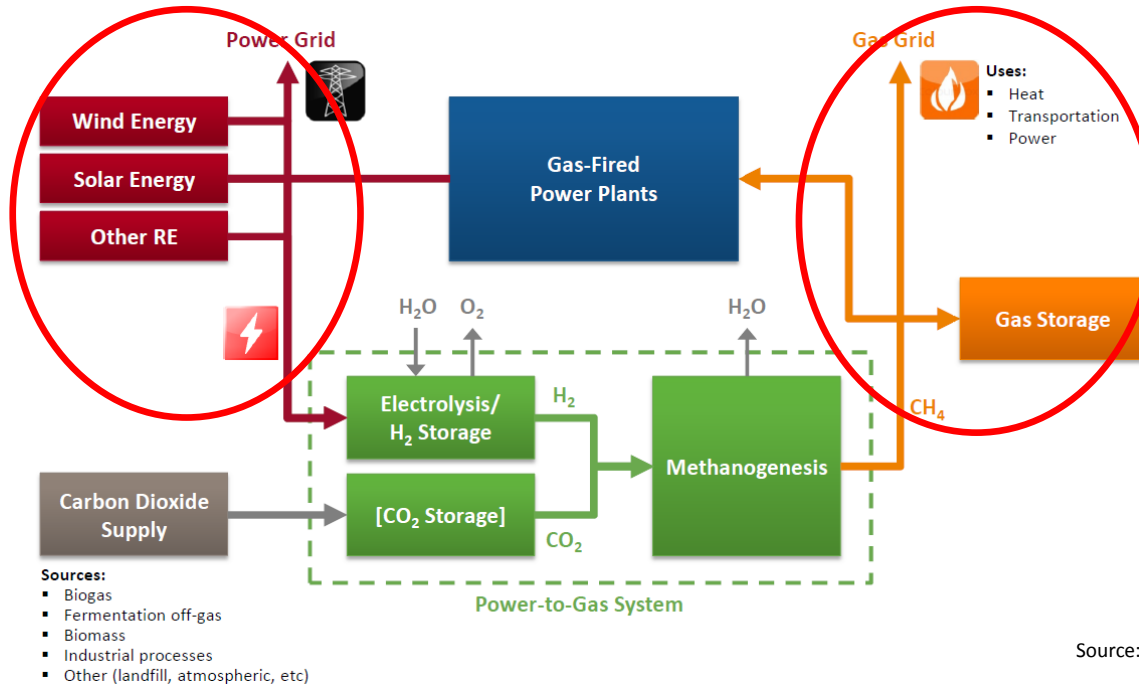 Power Grid
Gas Grid
Uses:
▪ Heat
▪ Transportation
▪ Power
Wind Energy
Solar Energy
Other RE
Gas-Fired
Power Plants
Gas Storage
H₂O
O₂
H₂O
Electrolysis/
H₂ Storage
H₂
Methanogenesis
CH₄
Carbon Dioxide
Supply
[CO₂ Storage]
CO₂
Power-to-Gas System
Sources:
▪ Biogas
▪ Fermentation off-gas
▪ Biomass
▪ Industrial processes
▪ Other (landfill, atmospheric, etc)
Source: